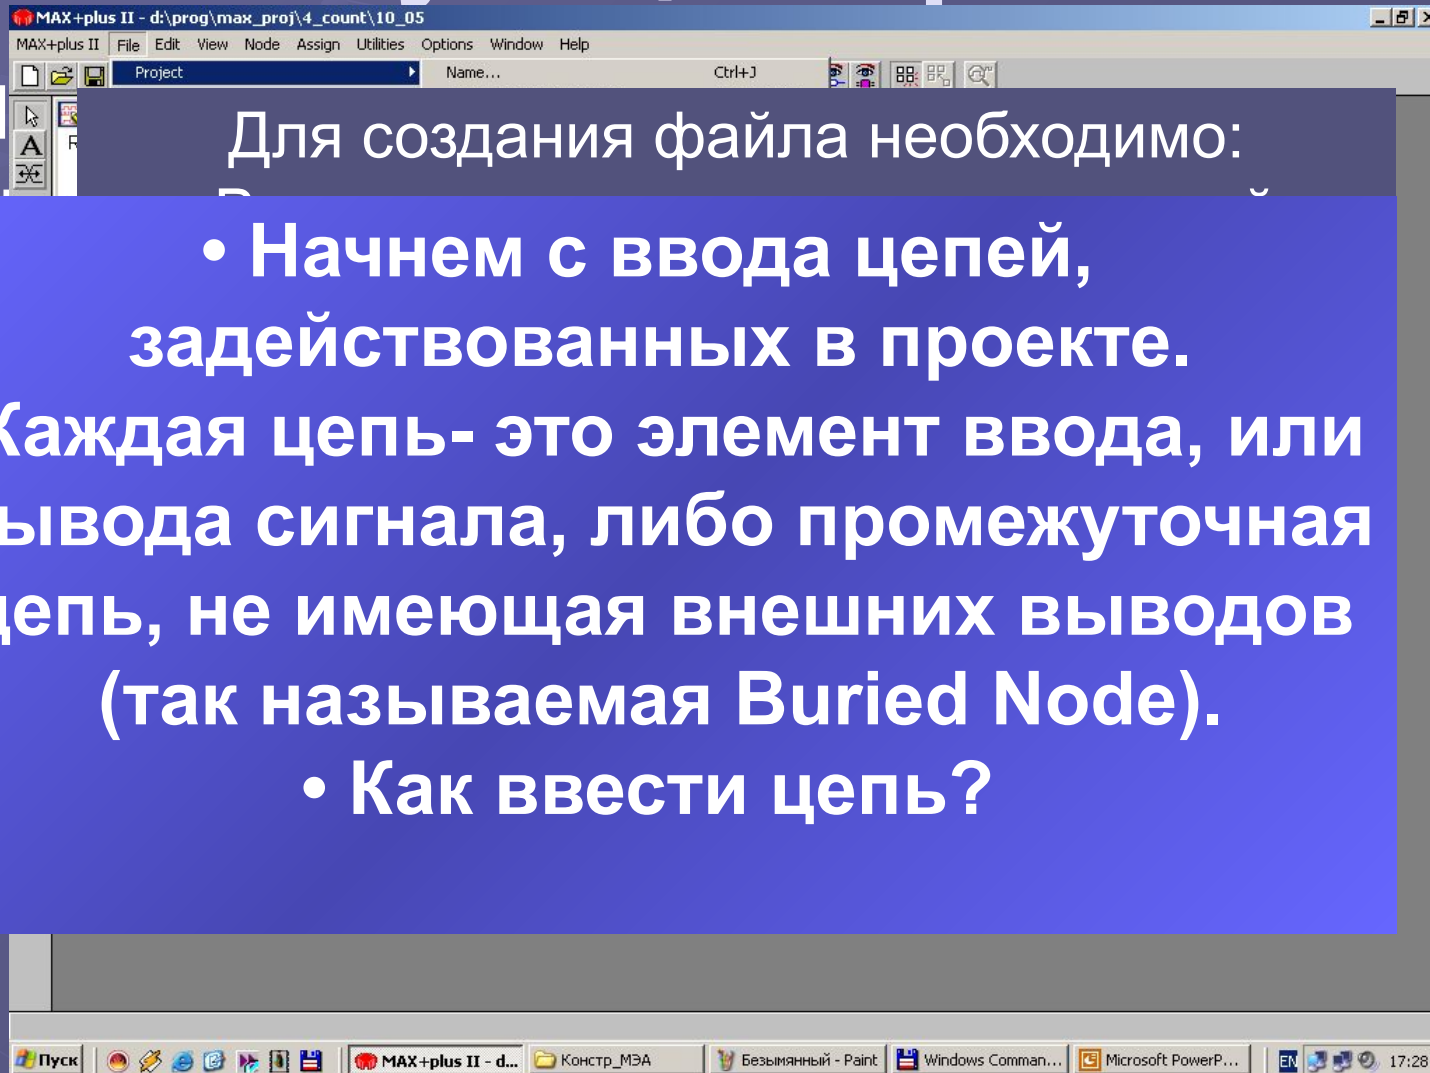 MAX+plus II - d:\prog\max_proj\4_count\10_05
MAX+plus II File Edit View Node Assign Utilities Options Window Help
Project Name... Ctrl+J
Для создания файла необходимо:
• Начнем с ввода цепей,
задействованных в проекте.
Каждая цепь- это элемент ввода, или
ывода сигнала, либо промежуточная
цепь, не имеющая внешних выводов
(так называемая Buried Node).
• Как ввести цепь?
Пуск MAX+plus II - d... Констр_МЭА Безымянный - Paint Windows Comman... Microsoft PowerP... EN 17:28